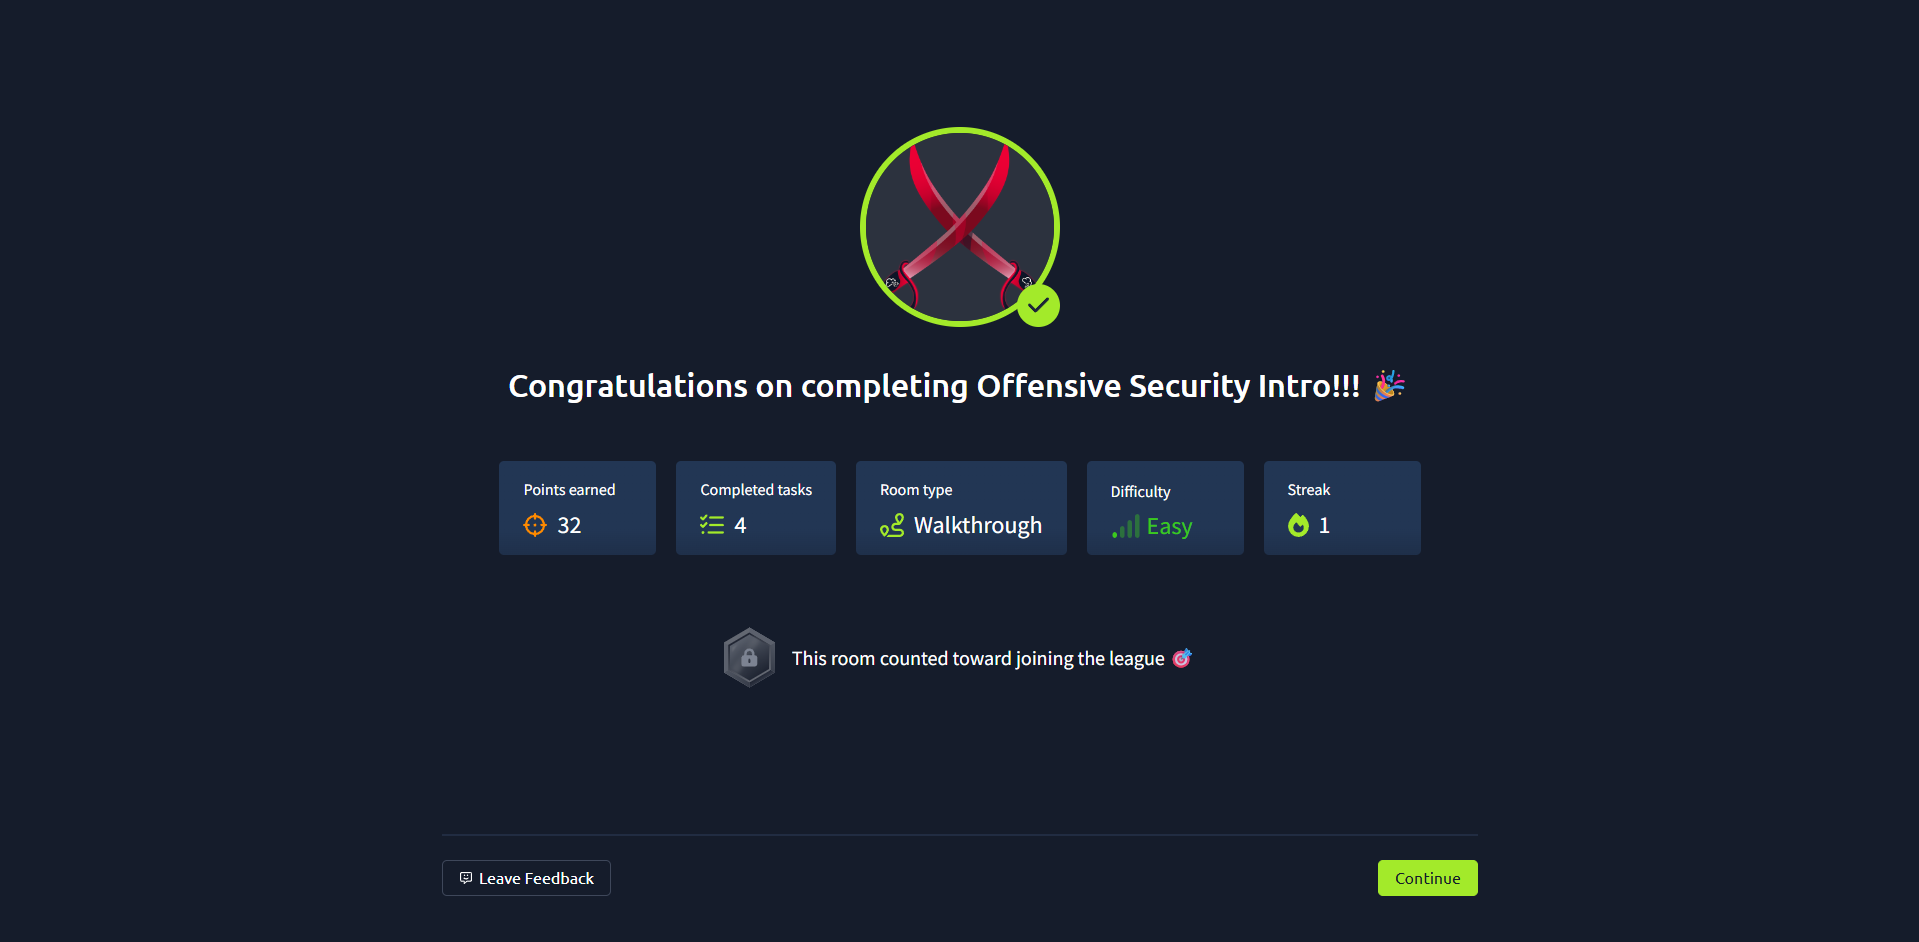 Congratulations on completing Offensive Security Intro!!! 🎉
Points earned
32
Completed tasks
4
Room type
Walkthrough
Difficulty
Easy
Streak
1
This room counted toward joining the league 🎯
Leave Feedback
Continue